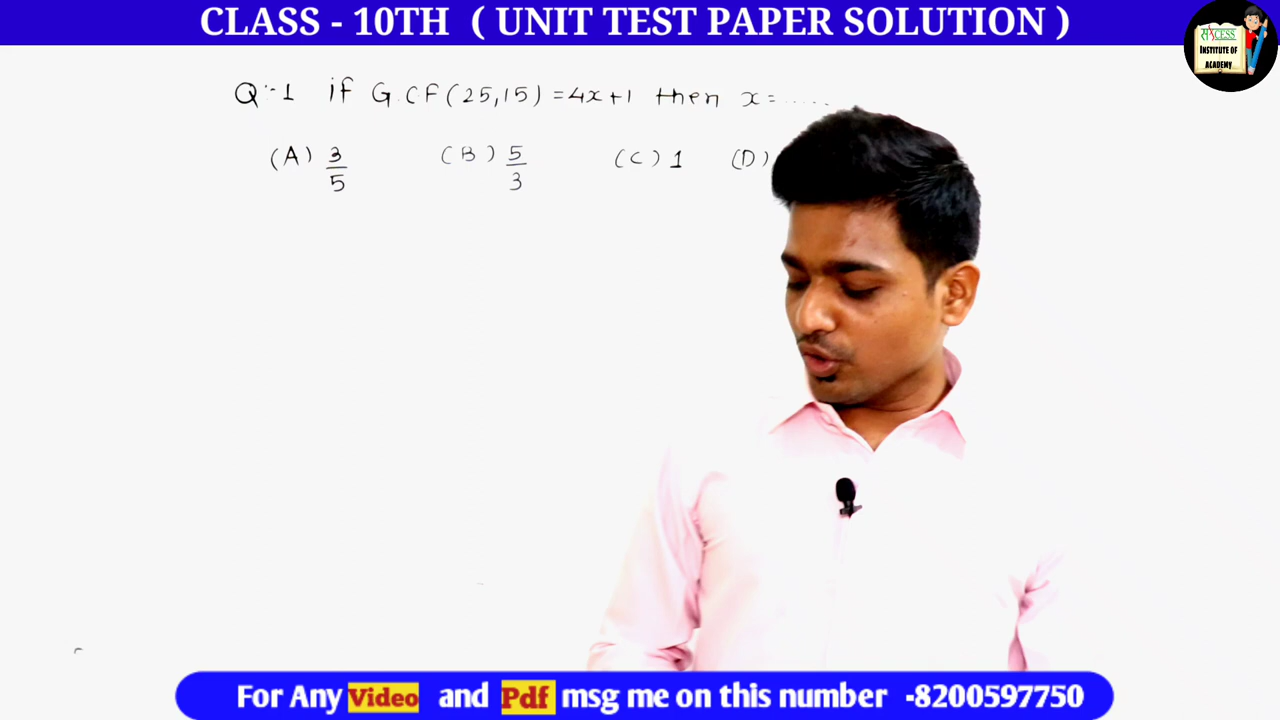 CLASS - 10TH ( UNIT TEST PAPER SOLUTION )
सXCESS
INSTITUTE OF
ACADEMY
Q:-1 if G.CF(25,15) =4x+1 then x=......
(A) 3/5 (B) 5/3 (C) 1 (D)
For Any Video and Pdf msg me on this number -8200597750